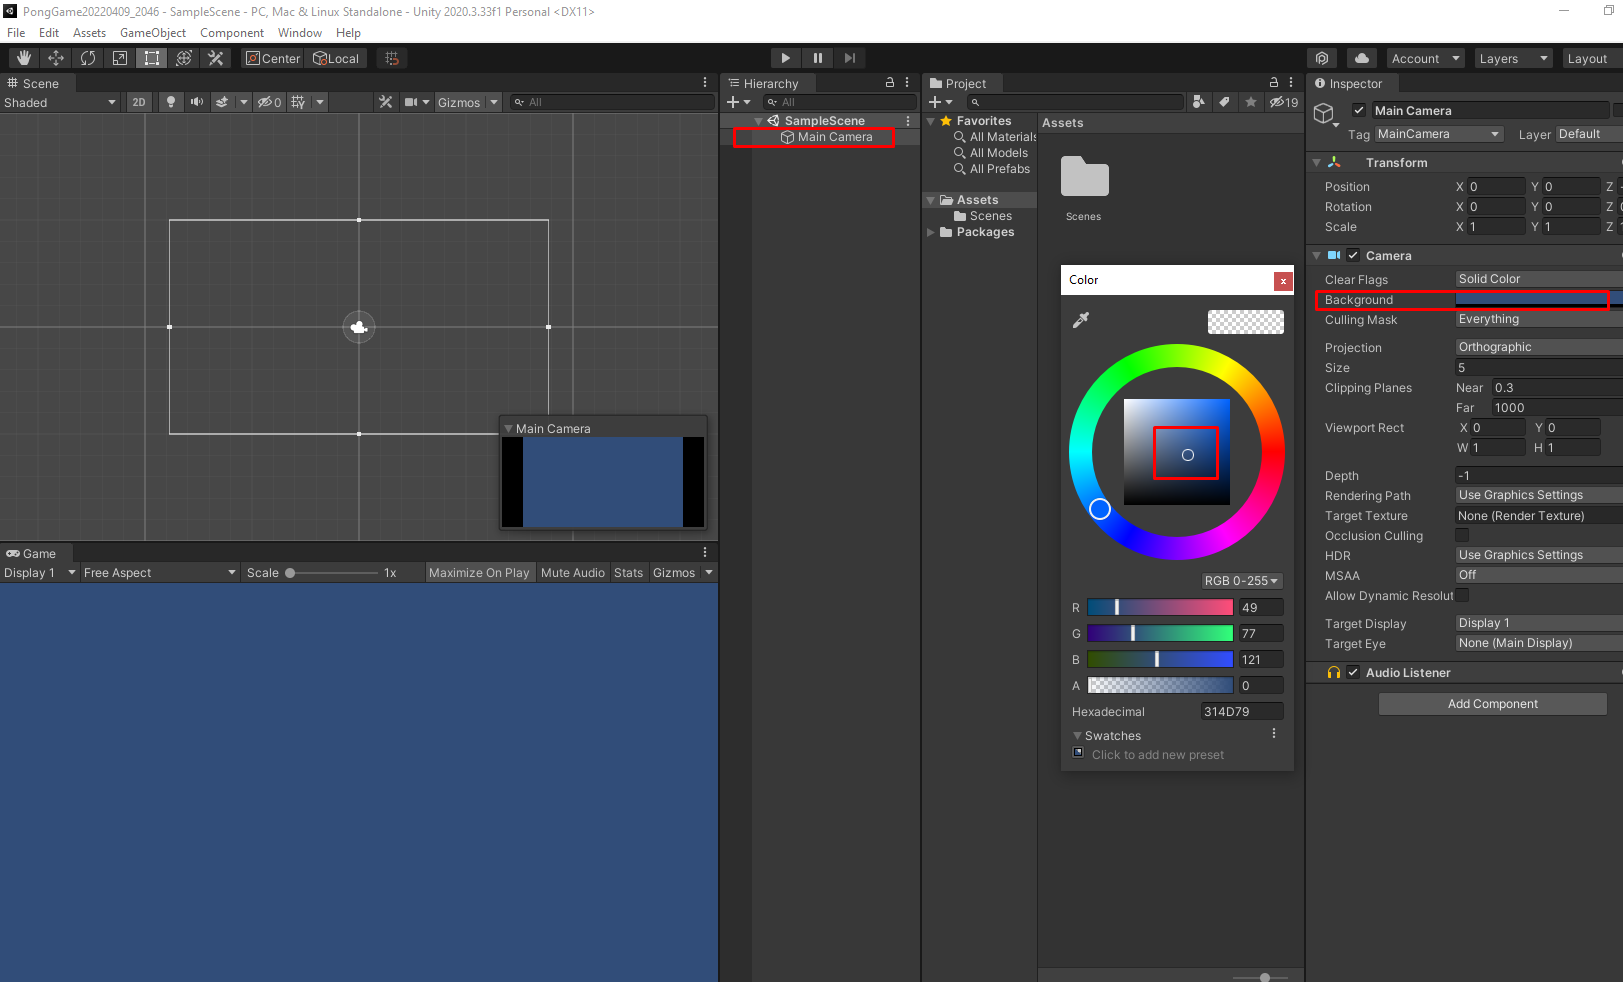 PongGame20220409_2046 - SampleScene - PC, Mac & Linux Standalone - Unity 2020.3.33f1 Personal <DX11>
File Edit Assets GameObject Component Window Help
Center Local Account Layers Layout
Scene
Shaded 2D 0 Gizmos All
Main Camera
Game
Display 1 Free Aspect Scale 1x Maximize On Play Mute Audio Stats Gizmos
Hierarchy
All
SampleScene
Main Camera
Project
19
Favorites
All Materials
All Models
All Prefabs
Assets
Scenes
Packages
Assets
Scenes
Color
x
RGB 0-255
R 49
G 77
B 121
A 0
Hexadecimal 314D79
Swatches
Click to add new preset
Inspector
Main Camera
Tag MainCamera Layer Default
Transform
Position X 0 Y 0 Z
Rotation X 0 Y 0 Z
Scale X 1 Y 1 Z
Camera
Clear Flags Solid Color
Background
Culling Mask Everything
Projection Orthographic
Size 5
Clipping Planes Near 0.3
Far 1000
Viewport Rect X 0 Y 0
W 1 H 1
Depth -1
Rendering Path Use Graphics Settings
Target Texture None (Render Texture)
Occlusion Culling
HDR Use Graphics Settings
MSAA Off
Allow Dynamic Resolut
Target Display Display 1
Target Eye None (Main Display)
Audio Listener
Add Component